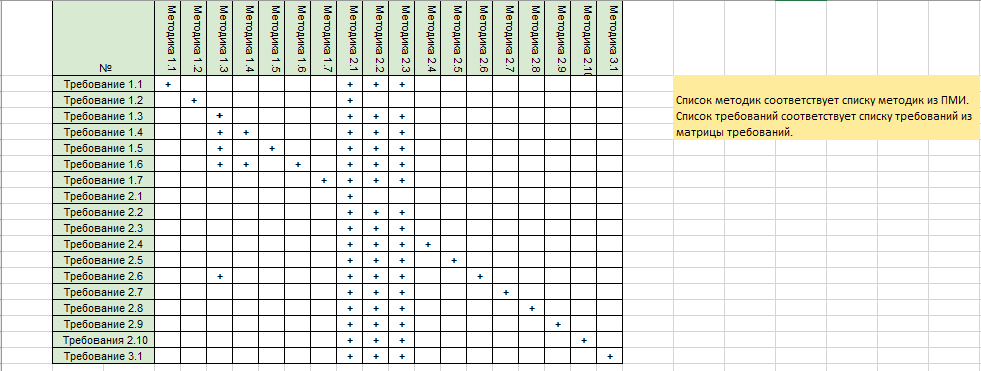 № Методика 1.1 Методика 1.2 Методика 1.3 Методика 1.4 Методика 1.5 Методика 1.6 Методика 1.7 Методика 2.1 Методика 2.2 Методика 2.3 Методика 2.4 Методика 2.5 Методика 2.6 Методика 2.7 Методика 2.8 Методика 2.9 Методика 2.10 Методика 3.1
Требование 1.1 + + + +
Требование 1.2 + +
Требование 1.3 + + + +
Требование 1.4 + + + + +
Требование 1.5 + + + + +
Требование 1.6 + + + + + +
Требование 1.7 + + + +
Требование 2.1 +
Требование 2.2 + + +
Требование 2.3 + + +
Требование 2.4 + + + +
Требование 2.5 + + + +
Требование 2.6 + + + + +
Требование 2.7 + + + +
Требование 2.8 + + + +
Требование 2.9 + + + +
Требования 2.10 + + + +
Требование 3.1 + + + +
Список методик соответствует списку методик из ПМИ.
Список требований соответствует списку требований из
матрицы требований.